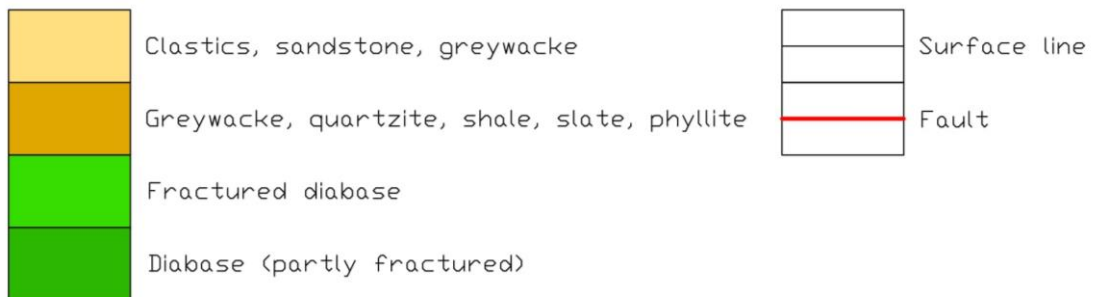 Clastics, sandstone, greywacke
Greywacke, quartzite, shale, slate, phyllite
Fractured diabase
Diabase (partly fractured)
Surface line
Fault